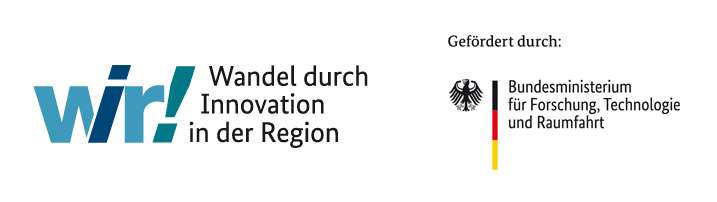 wir!
Wandel durch
Innovation
in der Region
Gefördert durch:
Bundesministerium
für Forschung, Technologie
und Raumfahrt